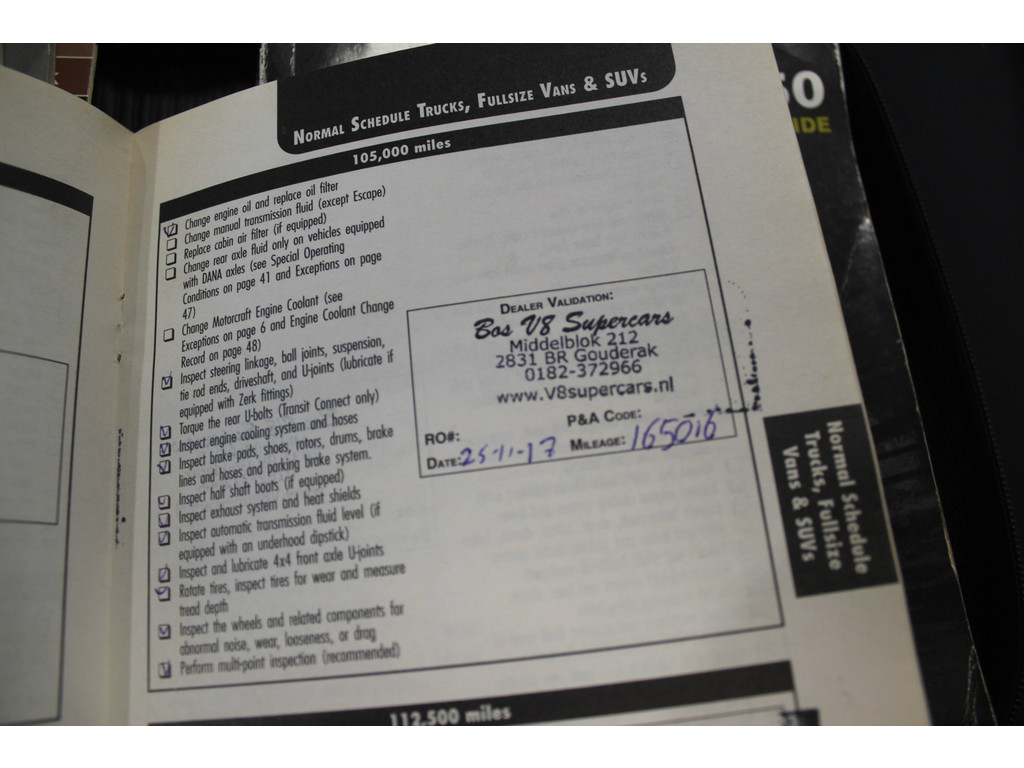 50
IDE
NORMAL SCHEDULE TRUCKS, FULLSIZE VANS & SUVs
105,000 miles
Change engine oil and replace oil filter
Change manual transmission fluid (except Escape)
Replace cabin air filter (if equipped)
Change rear axle fluid only on vehicles equipped
with DANA axles (see Special Operating
Conditions on page 41 and Exceptions on page
47)
Change Motorcraft Engine Coolant (see
Exceptions on page 6 and Engine Coolant Change
Record on page 48)
Inspect steering linkage, ball joints, suspension,
tie rod ends, driveshaft, and U-joints (lubricate if
equipped with Zerk fittings)
Torque the rear U-bolts (Transit Connect only)
Inspect engine cooling system and hoses
Inspect brake pads, shoes, rotors, drums, brake
lines and hoses and parking brake system.
Inspect half shaft boots (if equipped)
Inspect exhaust system and heat shields
Inspect automatic transmission fluid level (if
equipped with an underhood dipstick)
Inspect and lubricate 4x4 front axle U-joints
Rotate tires, inspect tires for wear and measure
tread depth
Inspect the wheels and related components for
abnormal noise, wear, looseness, or drag
Perform multi-point inspection (recommended)
DEALER VALIDATION:
Bos V8 Supercars
Middelblok 212
2831 BR Gouderak
0182-372966
www.V8supercars.nl
P&A CODE:
RO#:
DATE: 25-11-17 MILEAGE: 165016
Normal Schedule
Trucks, Fullsize
Vans & SUVs
112,500 miles